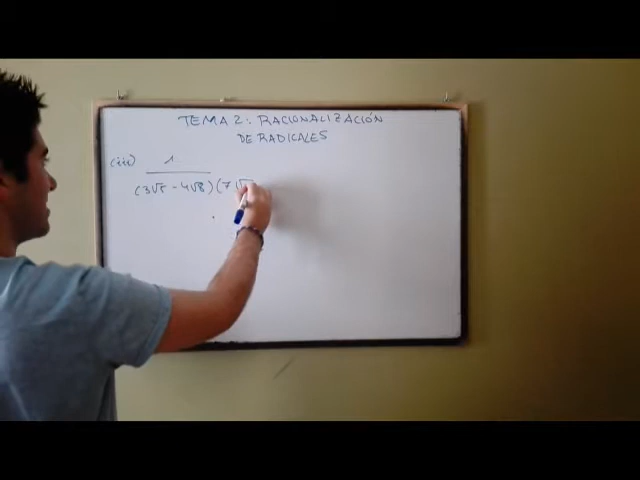 TEMA 2: RACIONALIZACIÓN
DE RADICALES
(iii) 1
(3√5 - 4√8)(7√